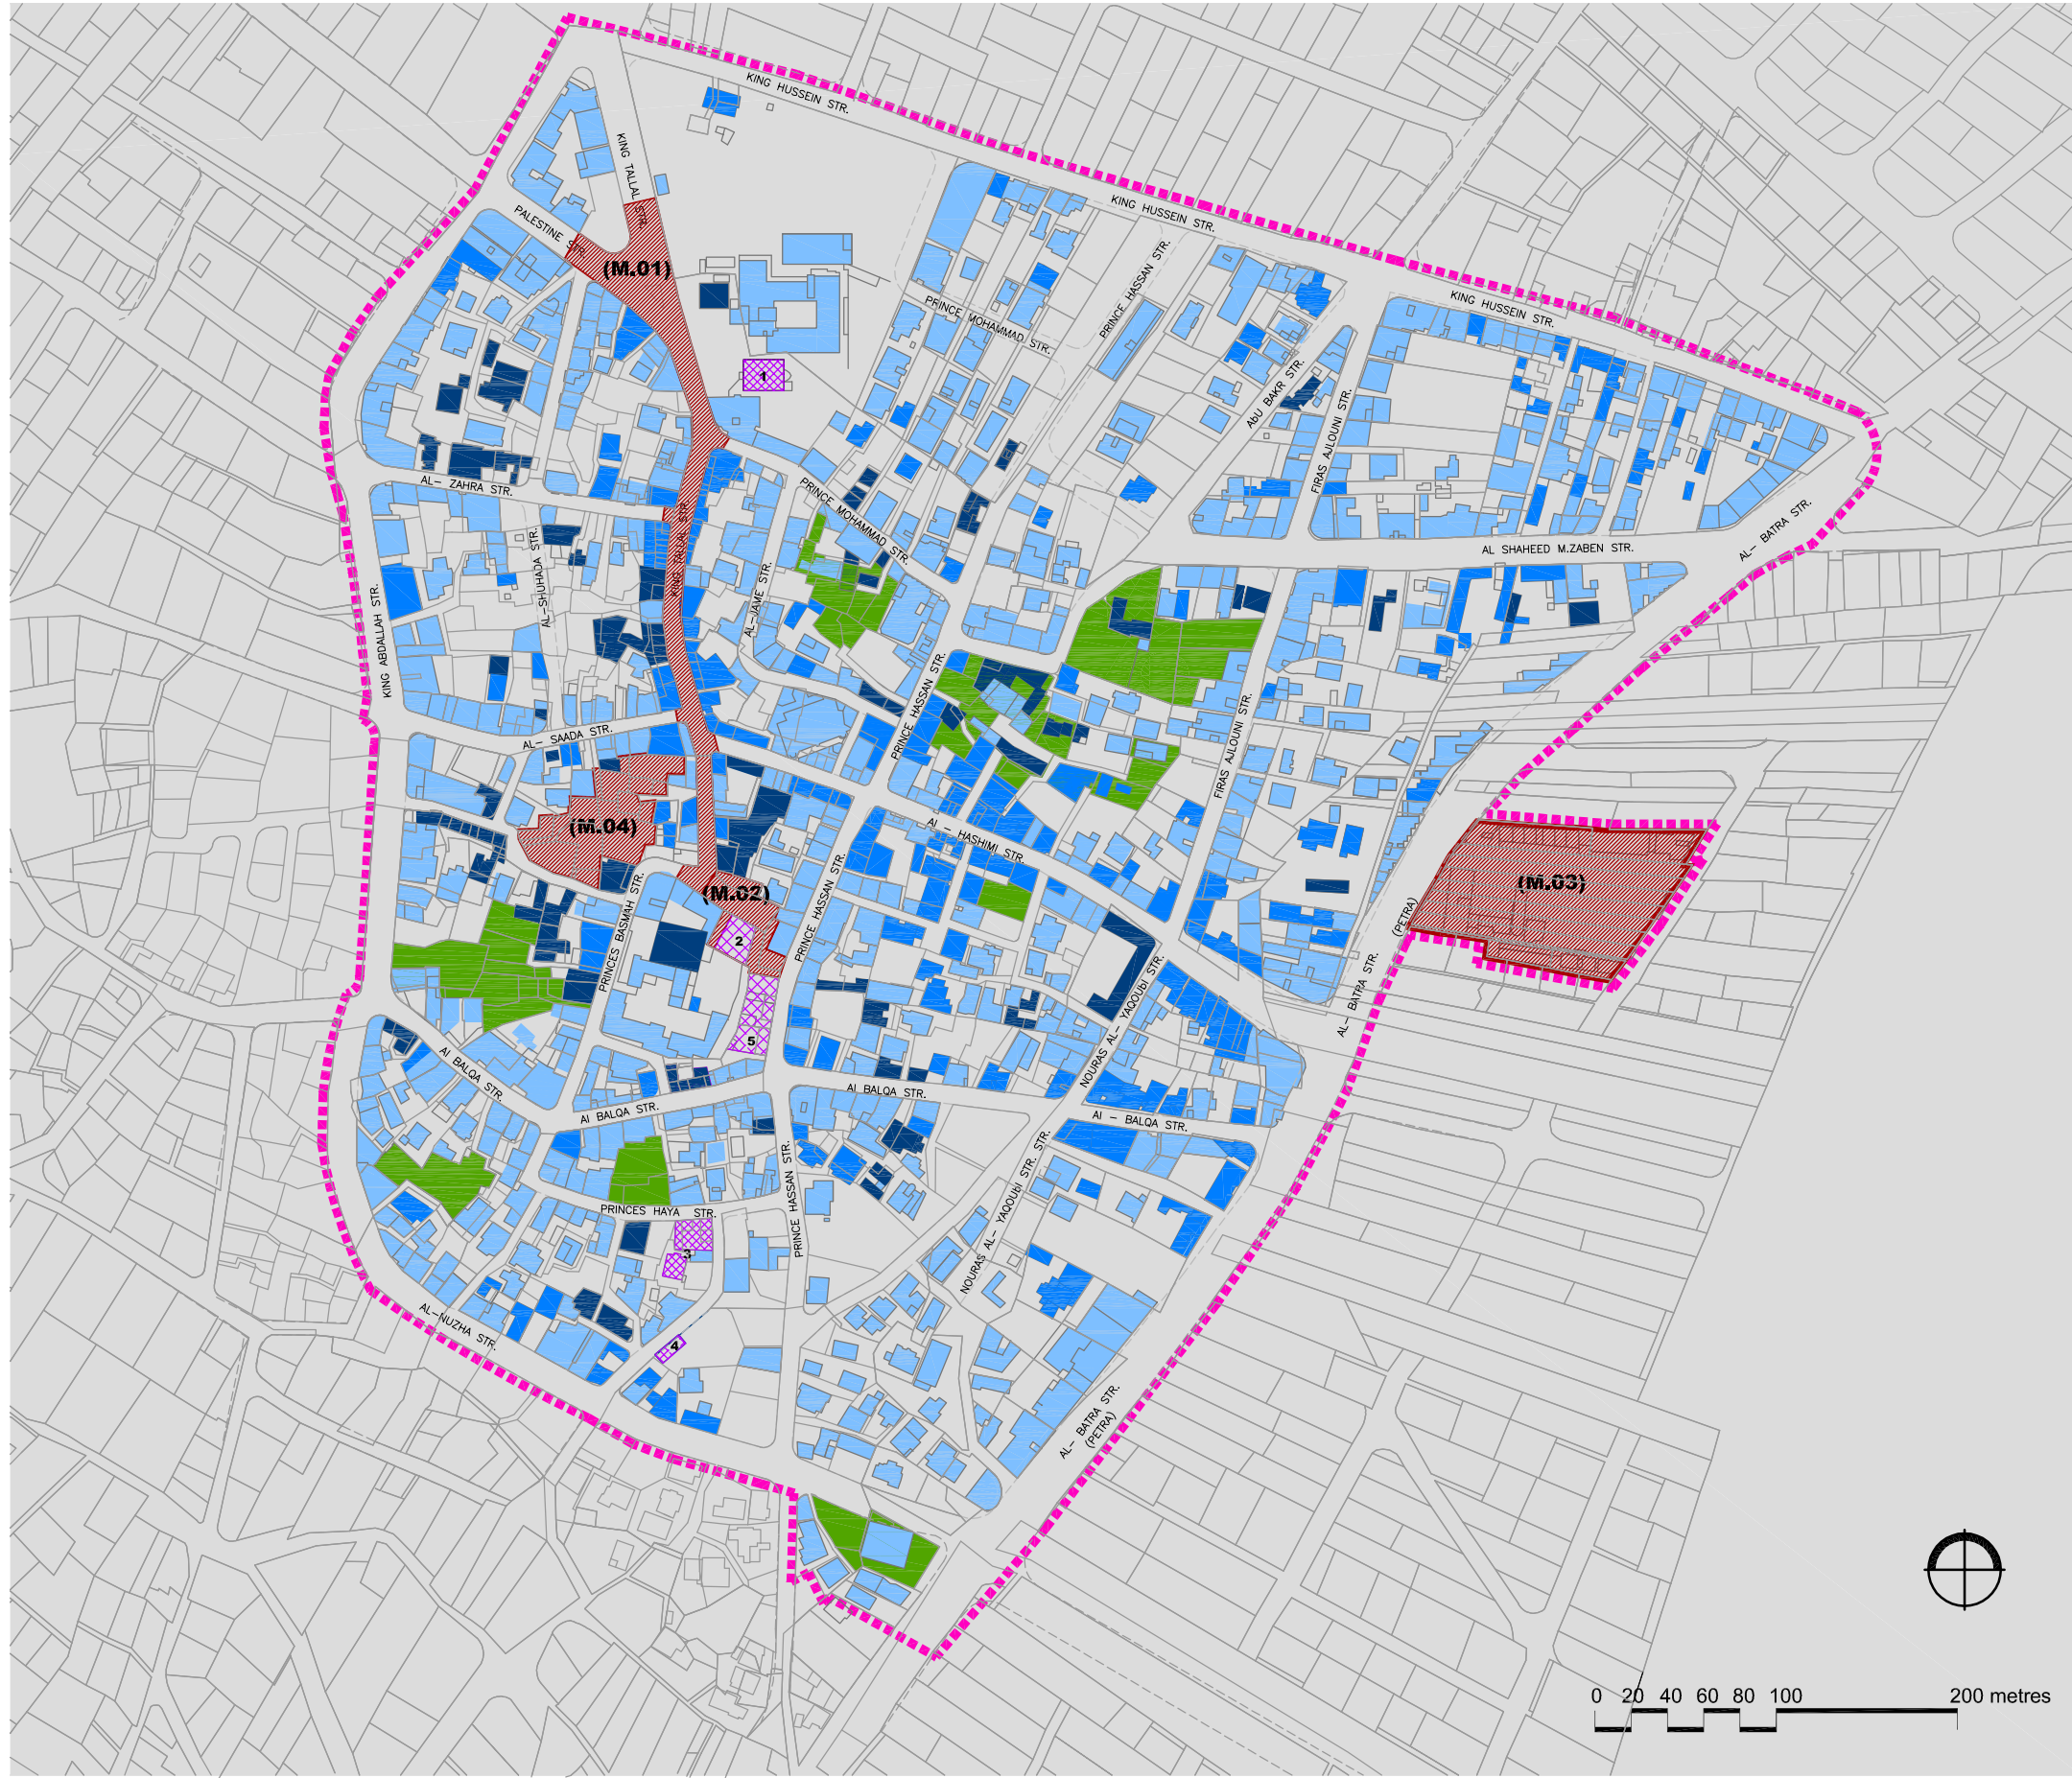 KING HUSSEIN STR.
KING TALLAL STR.
PALESTINE STR.
KING HUSSEIN STR.
(M.01)
PRINCE HASSAN STR.
PRINCE MOHAMMAD STR.
KING HUSSEIN STR.
1
AbU BAKR STR.
FIRAS AJLOUNI STR.
AL- ZAHRA STR.
PRINCE MOHAMMAD STR.
AL- BATRA STR.
AL SHAHEED M.ZABEN STR.
KING TALLAL STR.
AL-SHUHADA STR.
AL-JAME STR.
KING ABDALLAH STR.
PRINCE HASSAN STR.
FIRAS AJLOUNI STR.
AL- SAADA STR.
(M.04)
Al - HASHIMI STR.
(M.03)
(M.02)
PRINCE HASSAN STR.
PRINCES BASMAH STR.
(PETRA)
2
AL- BATRA STR.
NOURAS AL- YAQOUbI STR.
5
Al BALQA STR.
Al BALQA STR.
Al BALQA STR.
Al - BALQA STR.
PRINCE HASSAN STR.
NOURAS AL- YAQOUbI STR. STR.
PRINCES HAYA STR.
3
AL-NUZHA STR.
4
AL- BATRA STR.
(PETRA)
0 20 40 60 80 100 200 metres